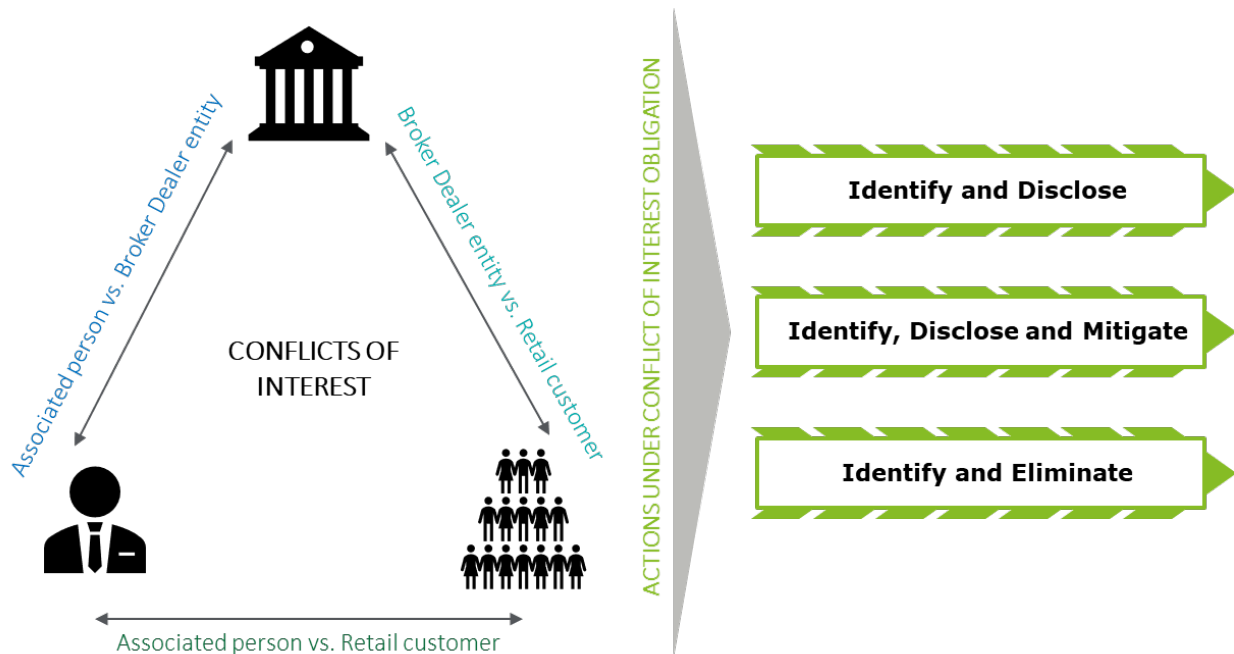 Associated person vs. Broker Dealer entity
Broker Dealer entity vs. Retail customer
CONFLICTS OF
INTEREST
Associated person vs. Retail customer
ACTIONS UNDER CONFLICT OF INTEREST OBLIGATION
Identify and Disclose
Identify, Disclose and Mitigate
Identify and Eliminate